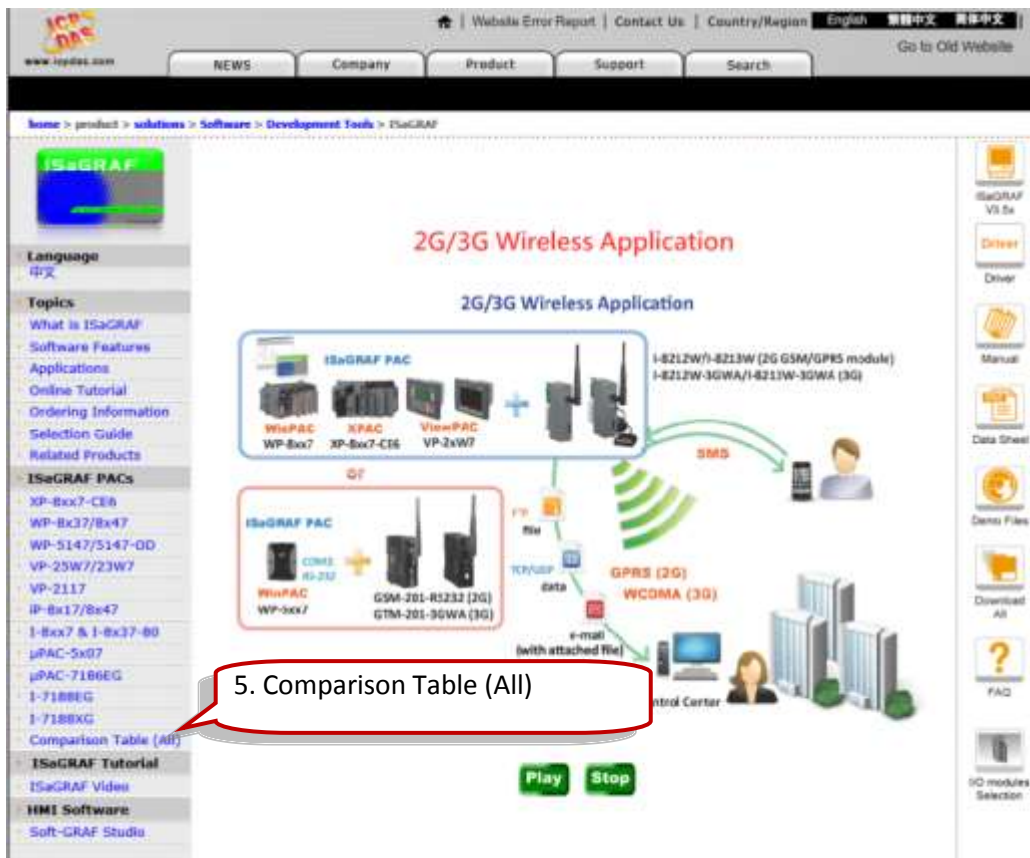 ICP
DAS
www.icpdas.com
Website Error Report | Contact Us | Country/Region English 繁體中文 简体中文
Go to Old Website
NEWS Company Product Support Search
home > product > solutions > Software > Development Tools > ISaGRAF
ISaGRAF
Language
中文
Topics
What is ISaGRAF
Software Features
Applications
Online Tutorial
Ordering Information
Selection Guide
Related Products
ISaGRAF PACs
XP-8xx7-CE6
WP-8x37/8x47
WP-5147/5147-OD
VP-25W7/23W7
VP-2117
iP-8x17/8x47
I-8xx7 & I-8x37-80
μPAC-5x07
μPAC-7186EG
I-7188EG
I-7188XG
Comparison Table (All)
ISaGRAF Tutorial
ISaGRAF Video
HMI Software
Soft-GRAF Studio
2G/3G Wireless Application
2G/3G Wireless Application
ISaGRAF PAC
WinPAC
WP-8xx7
XPAC
XP-8xx7-CE6
ViewPAC
VP-2xW7
I-8212W/I-8213W (2G GSM/GPRS module)
I-8212W-3GWA/I-8213W-3GWA (3G)
SMS
or
ISaGRAF PAC
WinPAC
WP-5xx7
RS-232
GSM-201-RS232 (2G)
GTM-201-3GWA (3G)
file
TCP/UDP
data
GPRS (2G)
WCDMA (3G)
e-mail
(with attached file)
Center
5. Comparison Table (All)
Play Stop
ISaGRAF
V3.5x
Driver
Driver
Manual
Data Sheet
Demo Files
Download
All
FAQ
I/O modules
Selection